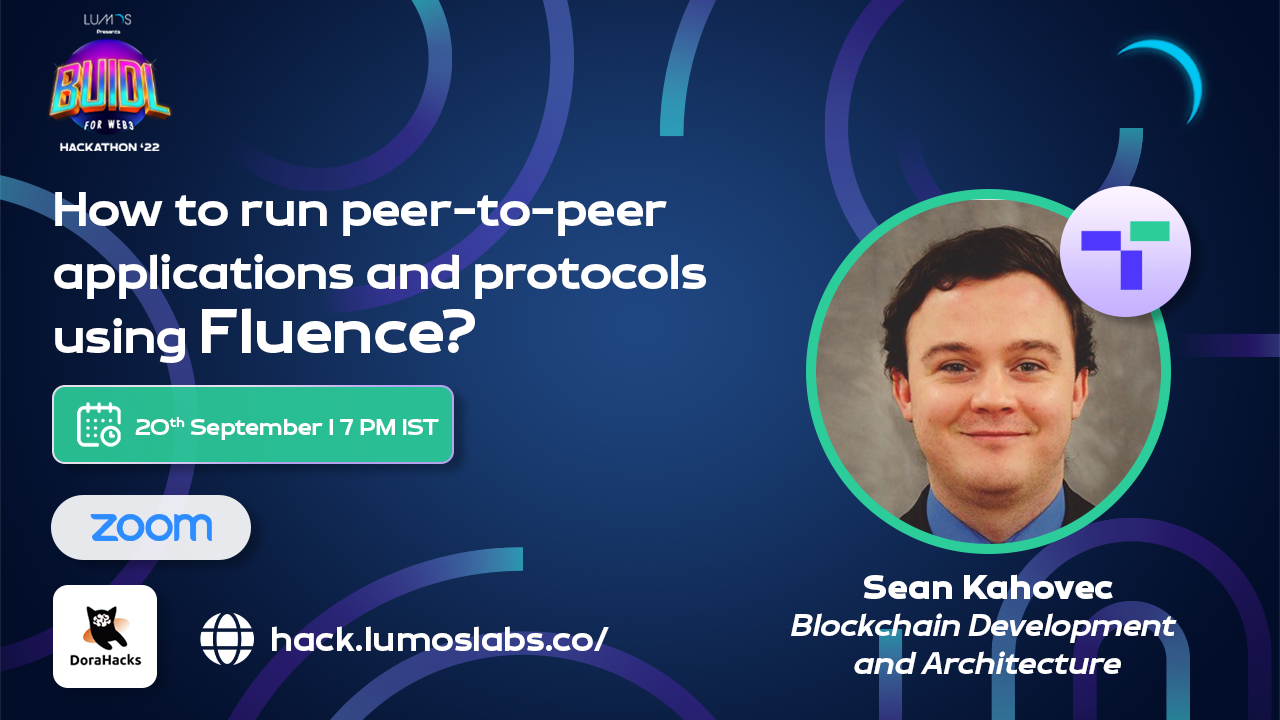 LUMOS
Presents
BUIDL
FOR WEB3
HACKATHON ‘22
How to run peer-to-peer
applications and protocols
using Fluence?
20th September I 7 PM IST
zoom
DoraHacks
hack.lumoslabs.co/
Sean Kahovec
Blockchain Development
and Architecture